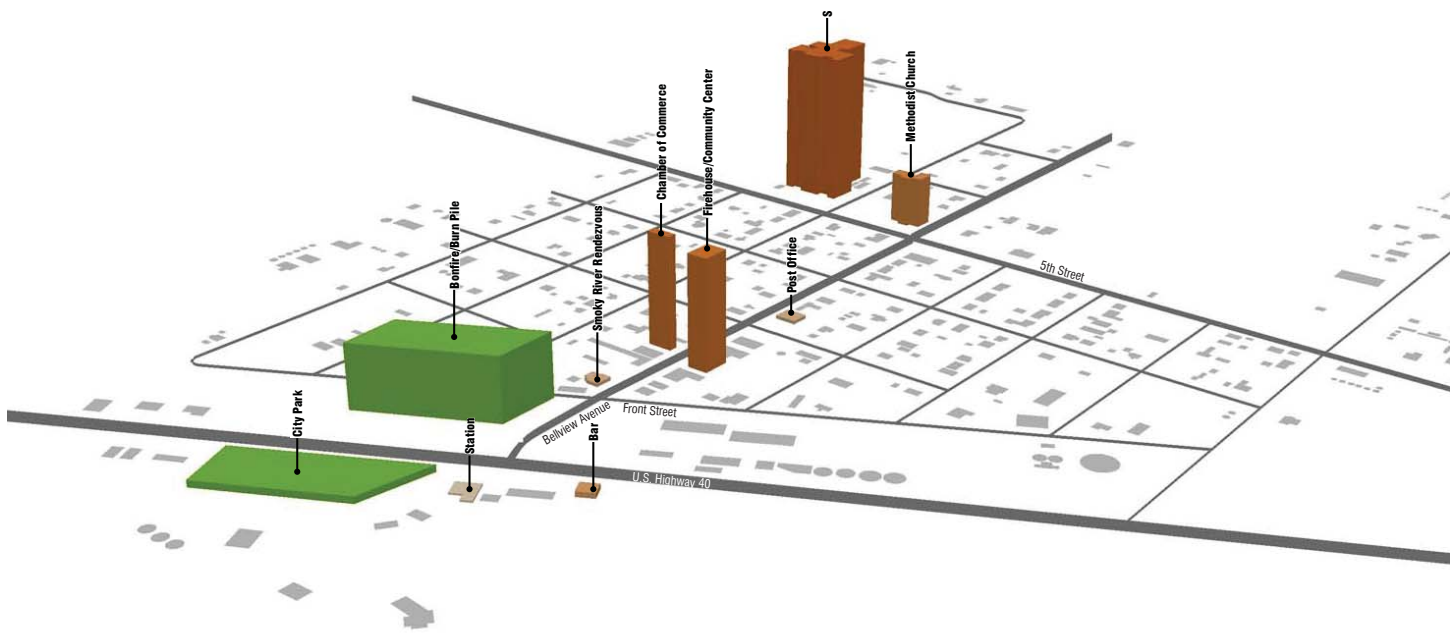 S
Methodist Church
Chamber of Commerce
Firehouse/Community Center
Bonfire/Burn Pile
Smoky River Rendezvous
Post Office
5th Street
City Park
Station
Bellview Avenue
Bar
Front Street
U.S. Highway 40